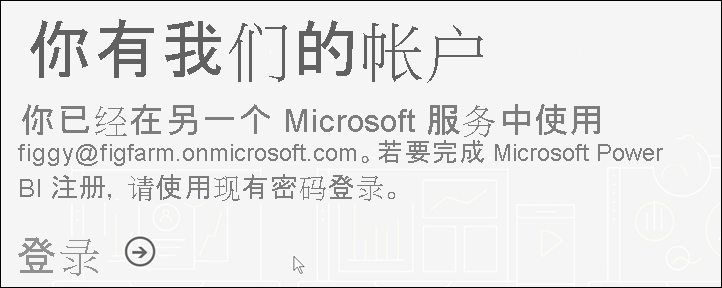 你有我们的帐户
你已经在另一个 Microsoft 服务中使用
figgy@figfarm.onmicrosoft.com。若要完成 Microsoft Power
BI 注册, 请使用现有密码登录。
登录